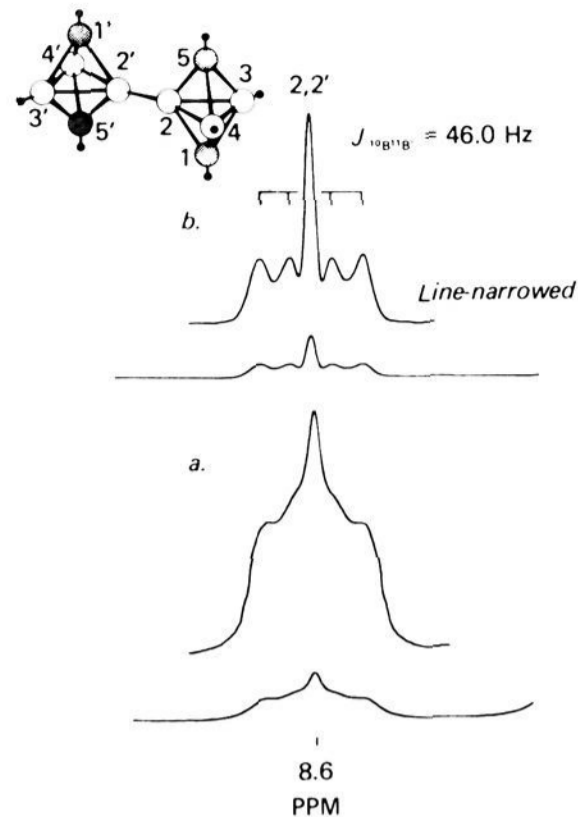 1'
4'
2'
3'
5'
5
3
2
4
1
2,2'
J ¹⁰B¹¹B' = 46.0 Hz
b.
Line-narrowed
a.
8.6
PPM